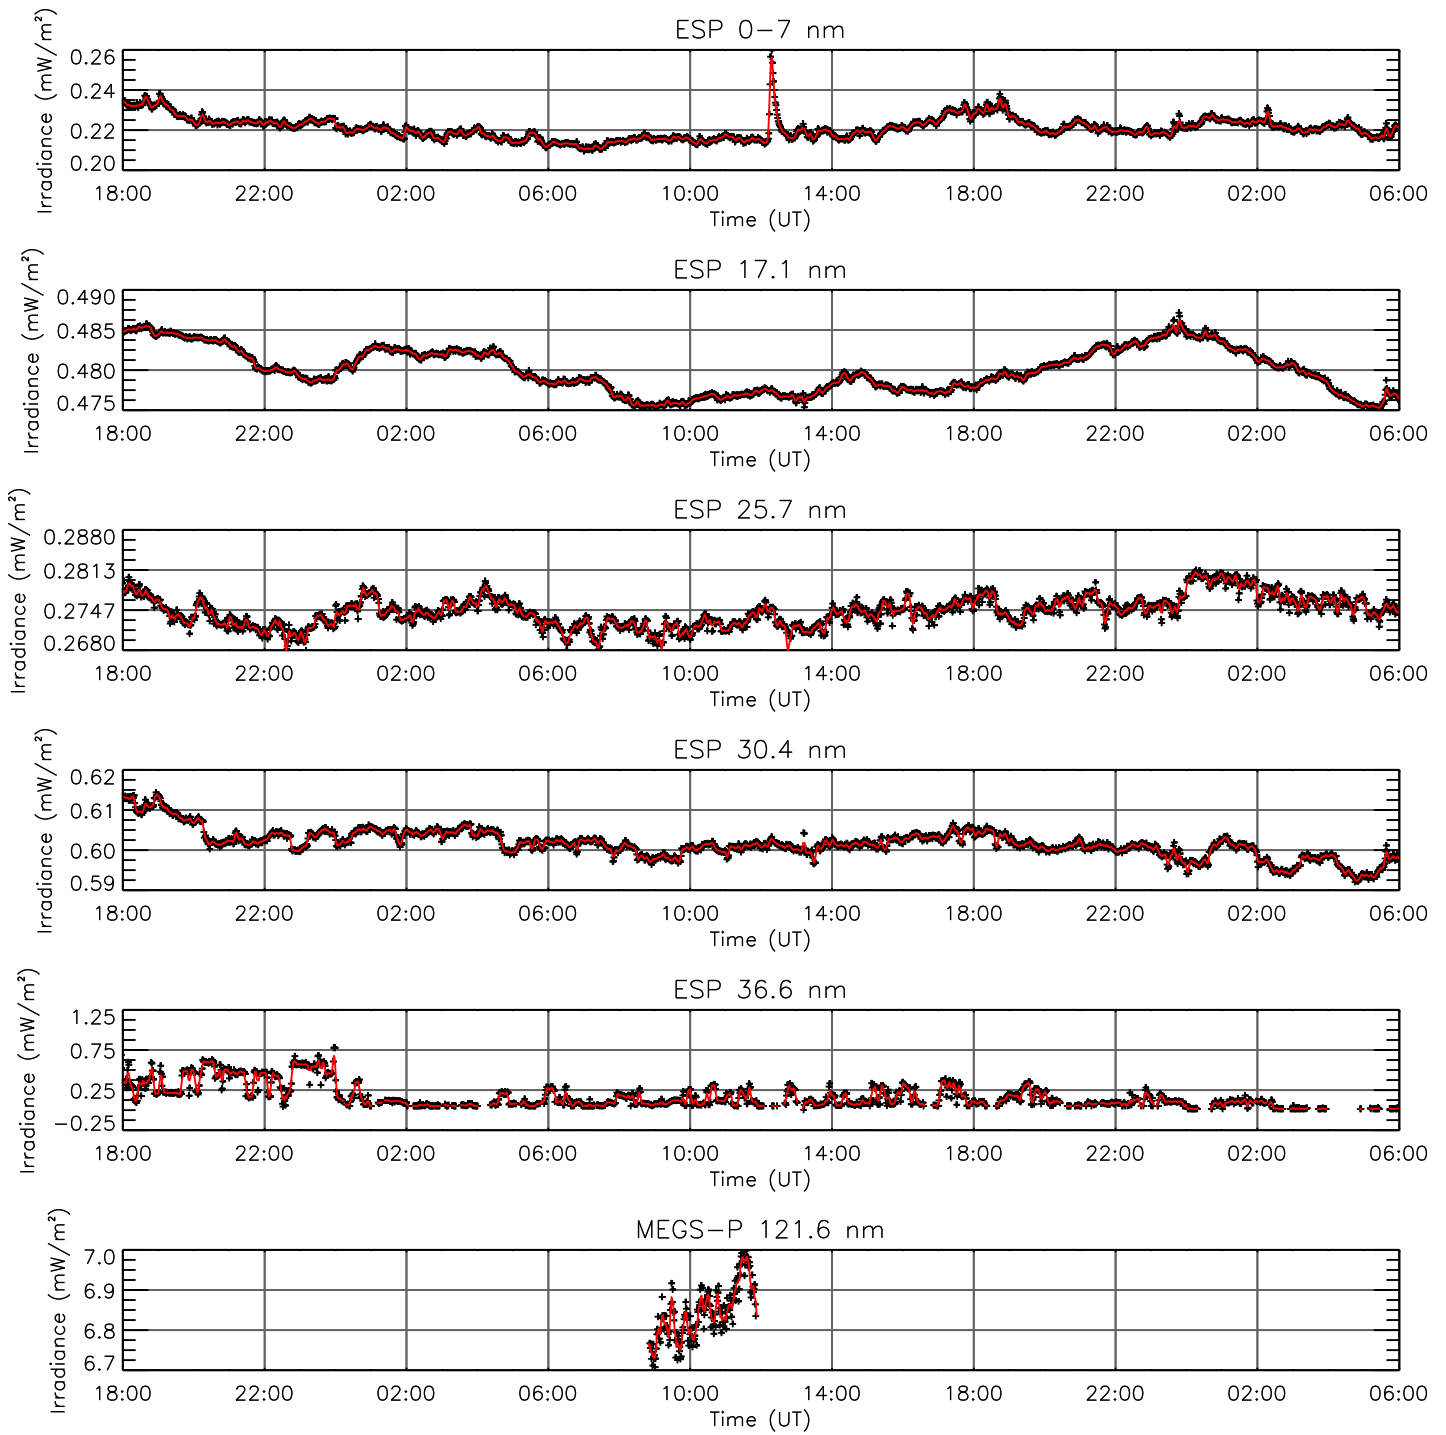 ESP 0−7 nm
Irradiance (mW/m²)
0.26
0.24
0.22
0.20
18:00 22:00 02:00 06:00 10:00 14:00 18:00 22:00 02:00 06:00
Time (UT)
ESP 17.1 nm
Irradiance (mW/m²)
0.490
0.485
0.480
0.475
18:00 22:00 02:00 06:00 10:00 14:00 18:00 22:00 02:00 06:00
Time (UT)
ESP 25.7 nm
Irradiance (mW/m²)
0.2880
0.2813
0.2747
0.2680
18:00 22:00 02:00 06:00 10:00 14:00 18:00 22:00 02:00 06:00
Time (UT)
ESP 30.4 nm
Irradiance (mW/m²)
0.62
0.61
0.60
0.59
18:00 22:00 02:00 06:00 10:00 14:00 18:00 22:00 02:00 06:00
Time (UT)
ESP 36.6 nm
Irradiance (mW/m²)
1.25
0.75
0.25
−0.25
18:00 22:00 02:00 06:00 10:00 14:00 18:00 22:00 02:00 06:00
Time (UT)
MEGS−P 121.6 nm
Irradiance (mW/m²)
7.0
6.9
6.8
6.7
18:00 22:00 02:00 06:00 10:00 14:00 18:00 22:00 02:00 06:00
Time (UT)